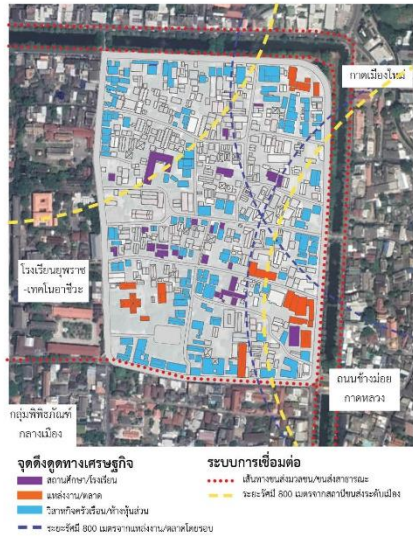 กาดเมืองใหม่
โรงเรียนยุพราช
-เทคโนอาชีวะ
ถนนช้างม่อย
กาดหลวง
กลุ่มพิพิธภัณฑ์
กลางเมือง
จุดดึงดูดทางเศรษฐกิจ
สถานศึกษา/โรงเรียน
แหล่งงาน/ตลาด
วิสาหกิจครัวเรือน/ห้างหุ้นส่วน
ระยะรัศมี 800 เมตรจากแหล่งงาน/ตลาดโดยรอบ
ระบบการเชื่อมต่อ
เส้นทางขนส่งมวลชน/ขนส่งสาธารณะ
ระยะรัศมี 800 เมตรจากสถานีขนส่งระดับเมือง